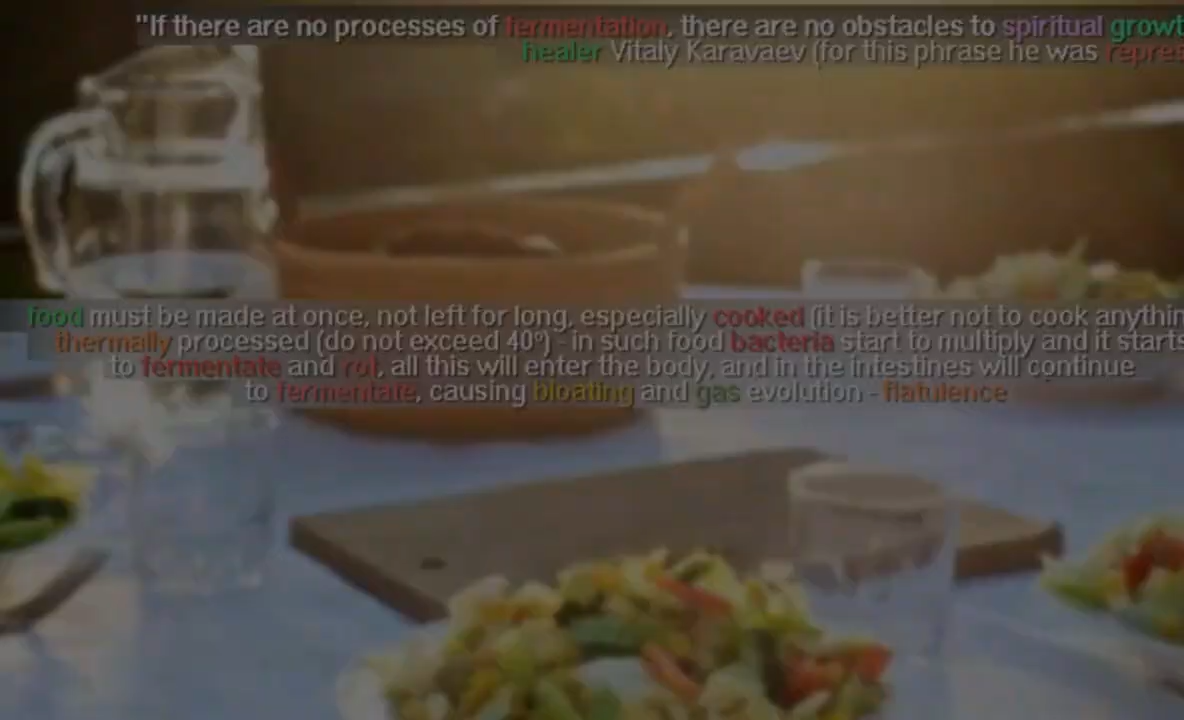 "If there are no processes of fermentation, there are no obstacles to spiritual growt
healer Vitaly Karavaev (for this phrase he was repres
food must be made at once, not left for long, especially cooked (it is better not to cook anythin
thermally processed (do not exceed 40º) - in such food bacteria start to multiply and it starts
to fermentate and rot, all this will enter the body, and in the intestines will continue
to fermentate, causing bloating and gas evolution - flatulence